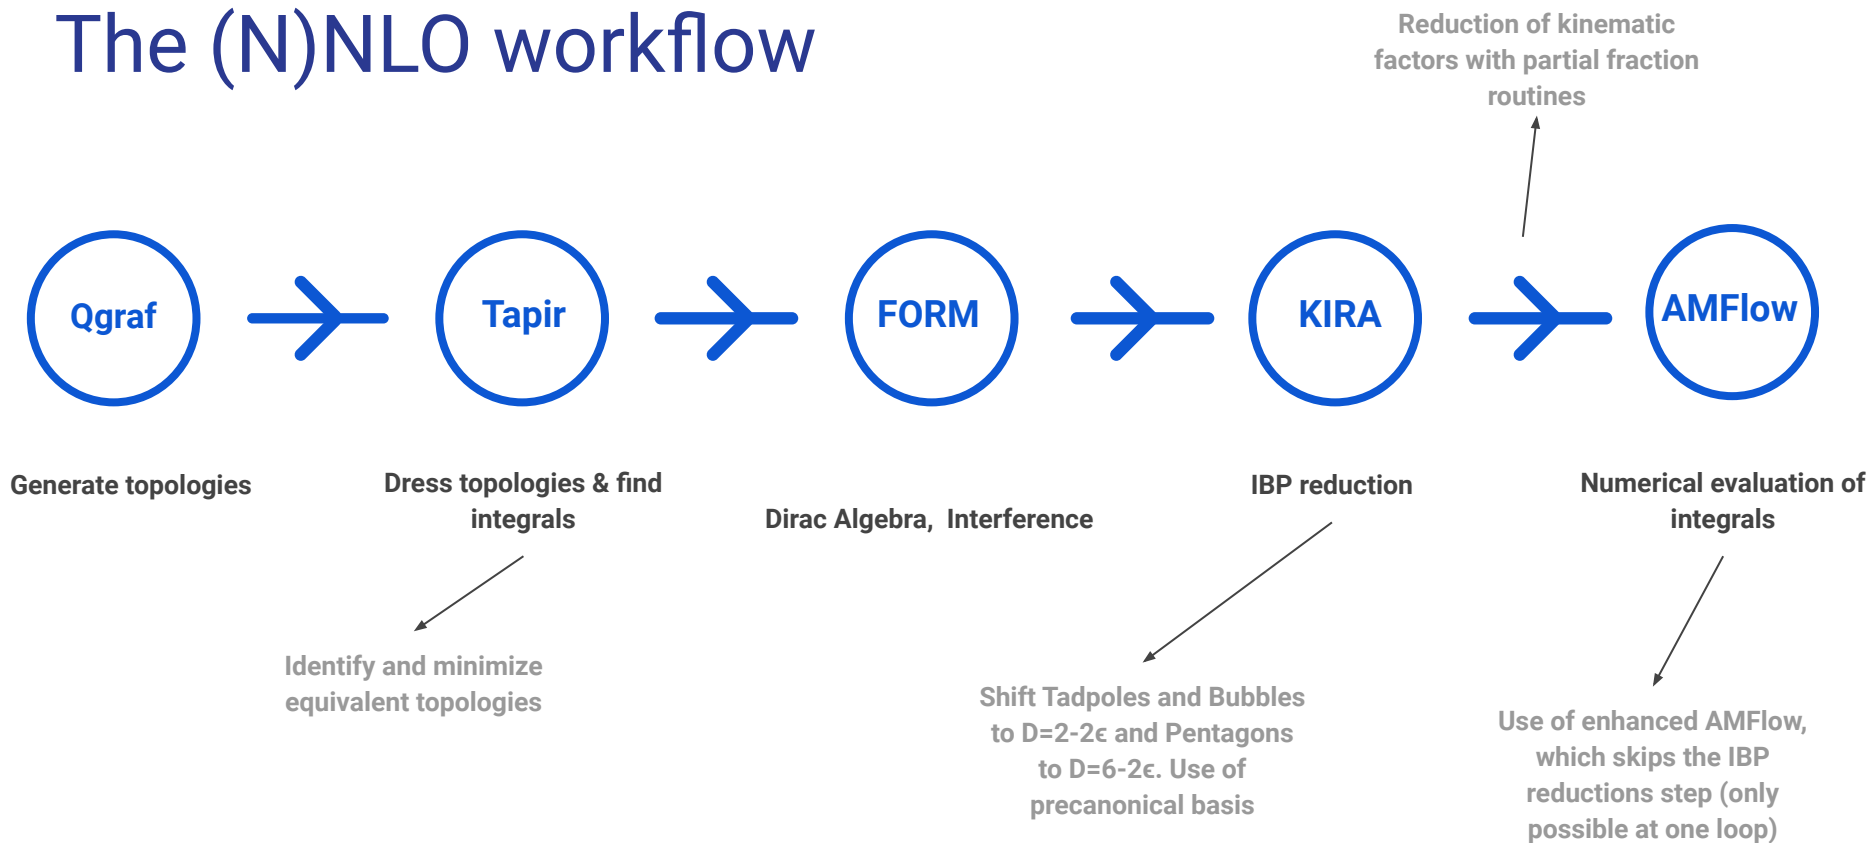 The (N)NLO workflow
Reduction of kinematic
factors with partial fraction
routines
Qgraf
Tapir
FORM
KIRA
AMFlow
Generate topologies
Dress topologies & find
integrals
Dirac Algebra,  Interference
IBP reduction
Numerical evaluation of
integrals
Identify and minimize
equivalent topologies
Shift Tadpoles and Bubbles
to D=2-2ϵ and Pentagons
to D=6-2ϵ. Use of
precanonical basis
Use of enhanced AMFlow,
which skips the IBP
reductions step (only
possible at one loop)